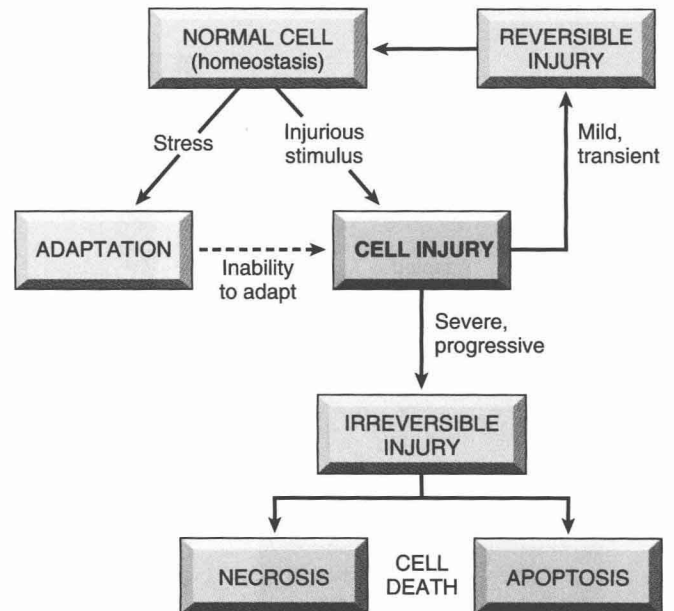 NORMAL CELL
(homeostasis)
REVERSIBLE
INJURY
Stress
Injurious
stimulus
Mild,
transient
ADAPTATION
Inability
to adapt
CELL INJURY
Severe,
progressive
IRREVERSIBLE
INJURY
NECROSIS
CELL
DEATH
APOPTOSIS